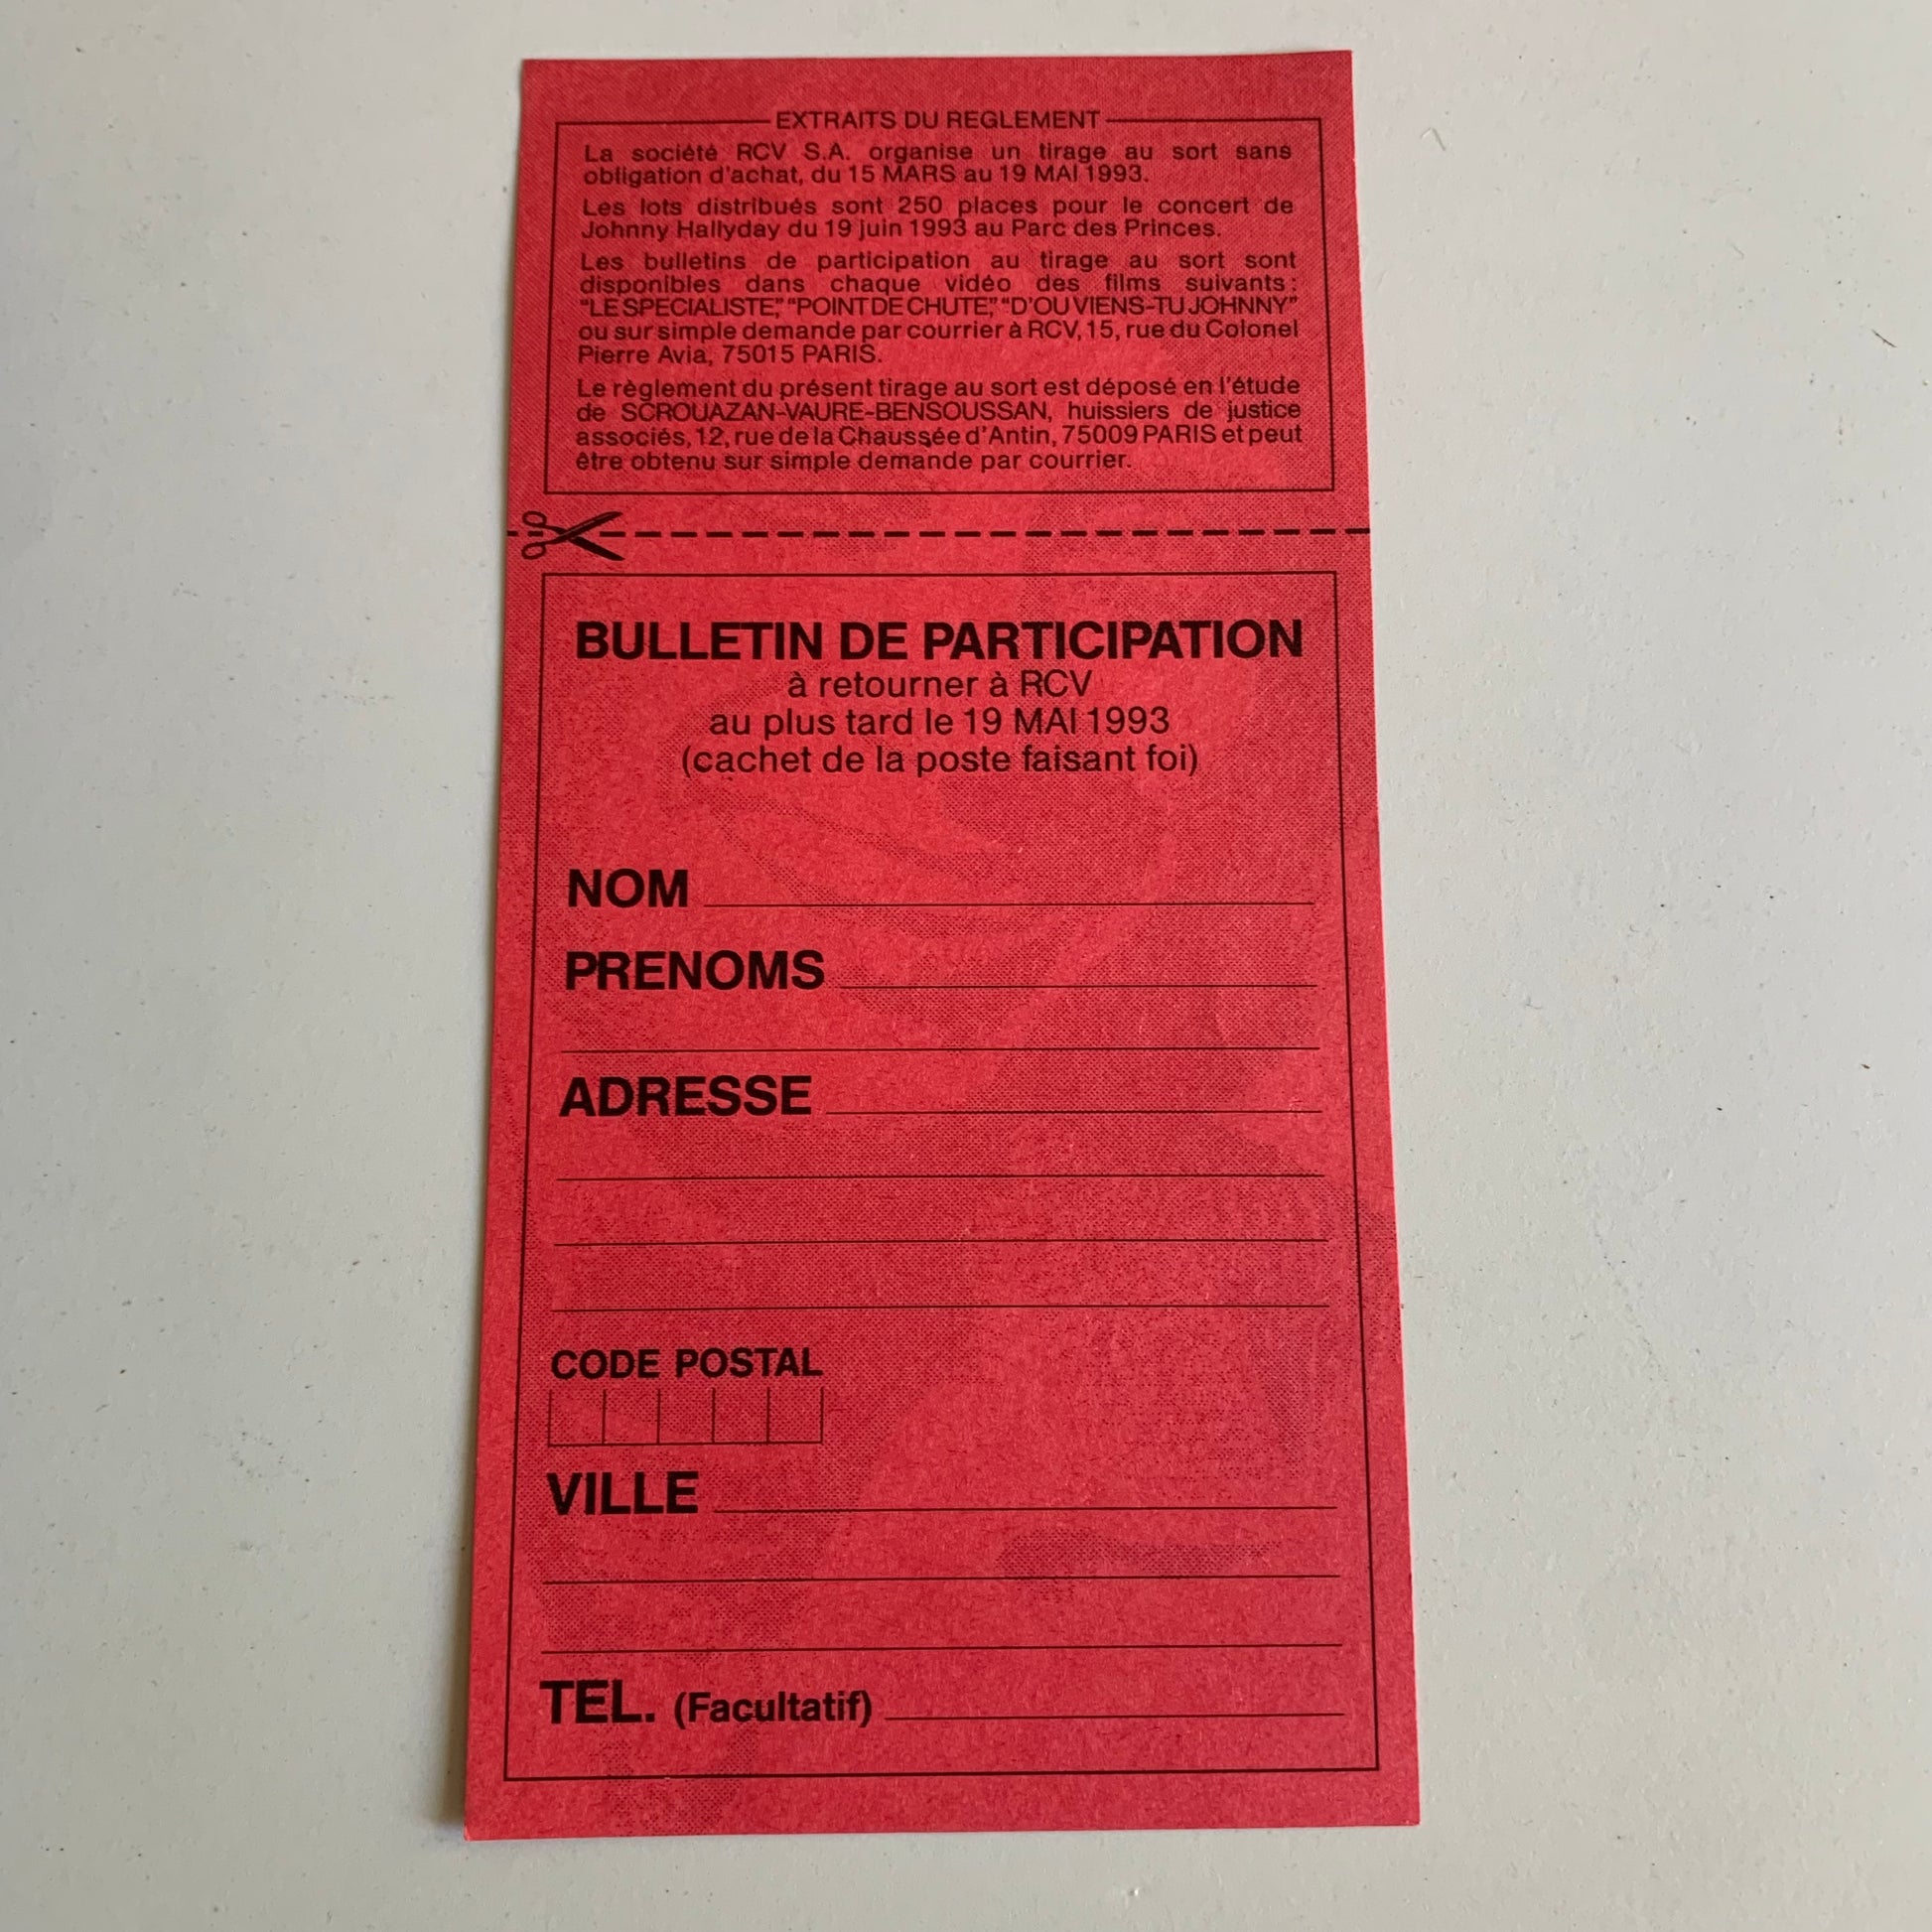 EXTRAITS DU REGLEMENT
La société RCV S.A. organise un tirage au sort sans
obligation d'achat, du 15 MARS au 19 MAI 1993.
Les lots distribués sont 250 places pour le concert de
Johnny Hallyday du 19 juin 1993 au Parc des Princes.
Les bulletins de participation au tirage au sort sont
disponibles dans chaque vidéo des films suivants :
"LE SPECIALISTE", "POINT DE CHUTE", "D'OU VIENS-TU JOHNNY"
ou sur simple demande par courrier à RCV, 15, rue du Colonel
Pierre Avia, 75015 PARIS.
Le règlement du présent tirage au sort est déposé en l'étude
de SCROUAZAN-VAURE-BENSOUSSAN, huissiers de justice
associés, 12, rue de la Chaussée d'Antin, 75009 PARIS et peut
être obtenu sur simple demande par courrier.
BULLETIN DE PARTICIPATION
à retourner à RCV
au plus tard le 19 MAI 1993
(cachet de la poste faisant foi)
NOM
PRENOMS
ADRESSE
CODE POSTAL
VILLE
TEL. (Facultatif)